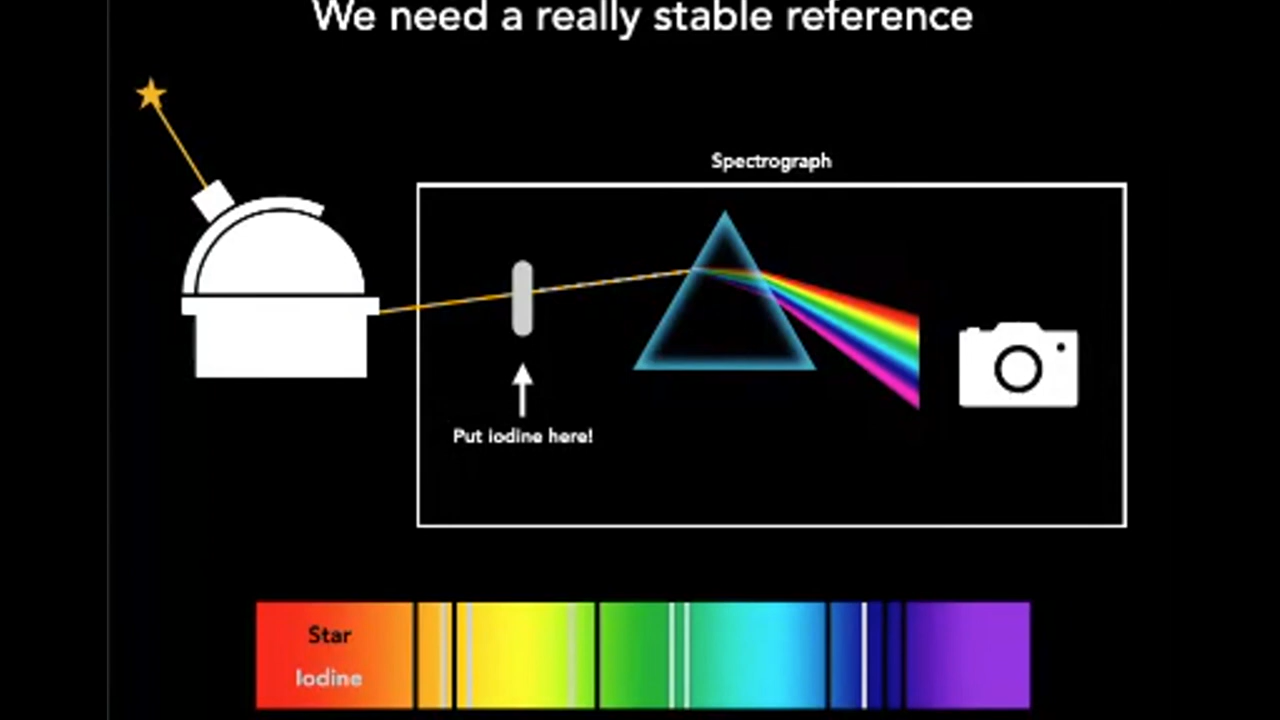 We need a really stable reference
Spectrograph
Put iodine here!
Star
Iodine